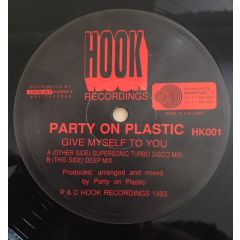 HOOK
RECORDINGS
PARTY ON PLASTIC HK001
GIVE MYSELF TO YOU
A (OTHER SIDE) SUPERSONIC TURBO DISCO MIX
B (THIS SIDE) DEEP MIX
Produced, arranged and mixed
by Party on Plastic
P & C HOOK RECORDINGS 1993